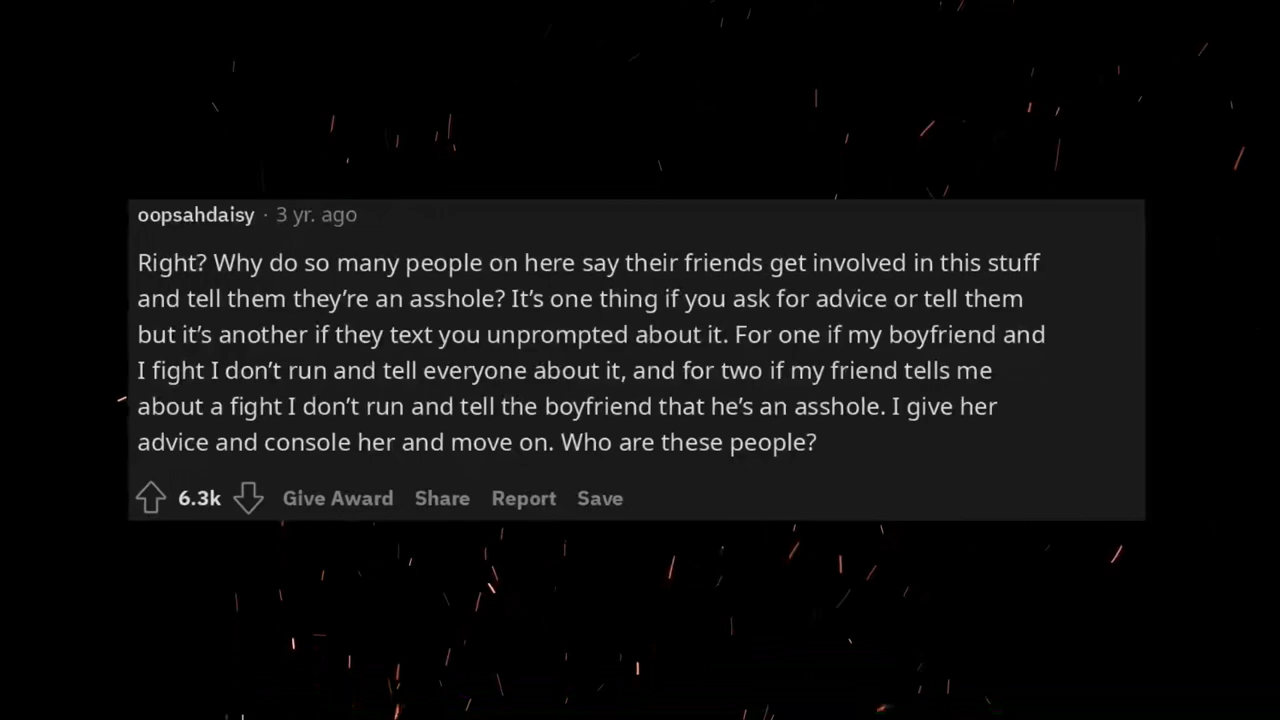 oopsahdaisy · 3 yr. ago
Right? Why do so many people on here say their friends get involved in this stuff
and tell them they’re an asshole? It’s one thing if you ask for advice or tell them
but it’s another if they text you unprompted about it. For one if my boyfriend and
I fight I don’t run and tell everyone about it, and for two if my friend tells me
about a fight I don’t run and tell the boyfriend that he’s an asshole. I give her
advice and console her and move on. Who are these people?
6.3k Give Award Share Report Save